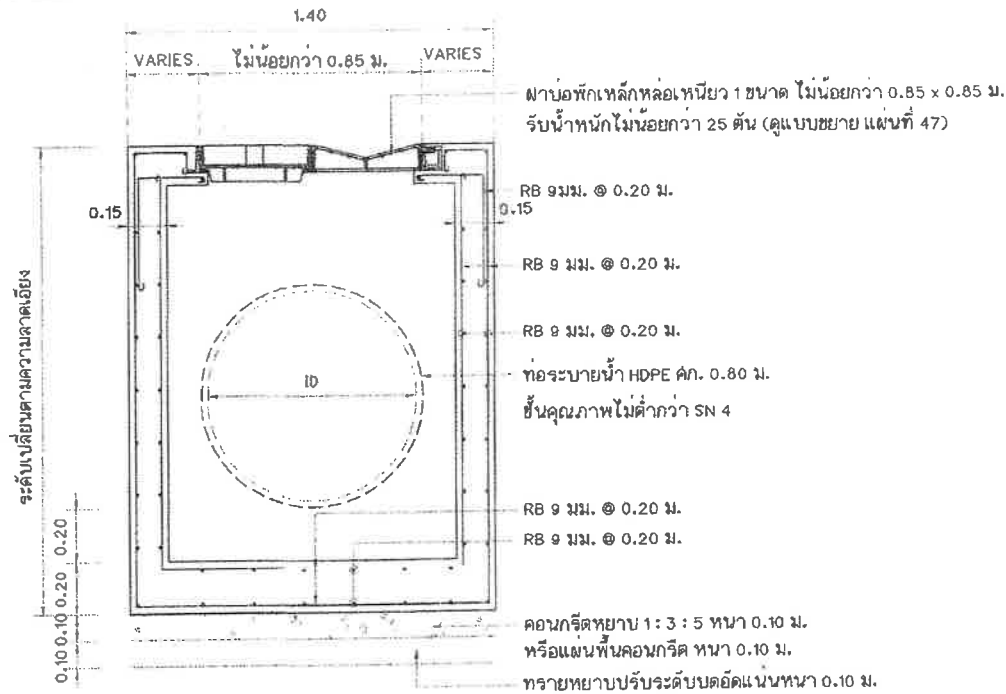 1.40
VARIES
ไม่น้อยกว่า 0.85 ม.
VARIES
ฝาบ่อพักเหล็กหล่อเหนียว 1 ขนาด ไม่น้อยกว่า 0.85 x 0.85 ม.
รับน้ำหนักไม่น้อยกว่า 25 ตัน (ดูแบบขยาย แผ่นที่ 47)
RB 9 มม. @ 0.20 ม.
0.15
0.15
RB 9 มม. @ 0.20 ม.
RB 9 มม. @ 0.20 ม.
ท่อระบายน้ำ HDPE ศก. 0.80 ม.
ชั้นคุณภาพไม่ต่ำกว่า SN 4
ID
ระดับเปลี่ยนตามความลาดเอียง
RB 9 มม. @ 0.20 ม.
RB 9 มม. @ 0.20 ม.
0.20
0.20
0.10
0.10
คอนกรีตหยาบ 1 : 3 : 5 หนา 0.10 ม.
หรือแผ่นพื้นคอนกรีต หนา 0.10 ม.
ทรายหยาบปรับระดับบดอัดแน่นหนา 0.10 ม.